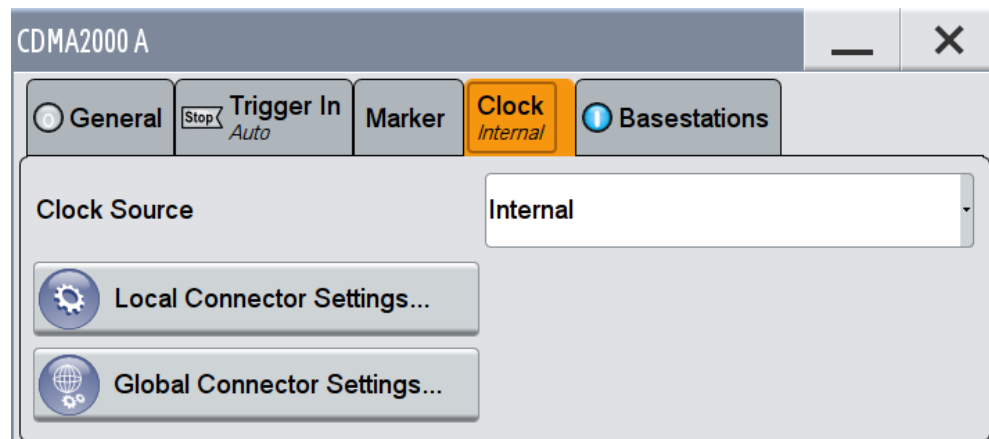 CDMA2000 A
General
Stop
Trigger In
Auto
Marker
Clock
Internal
Basestations
Clock Source
Internal
Local Connector Settings...
Global Connector Settings...